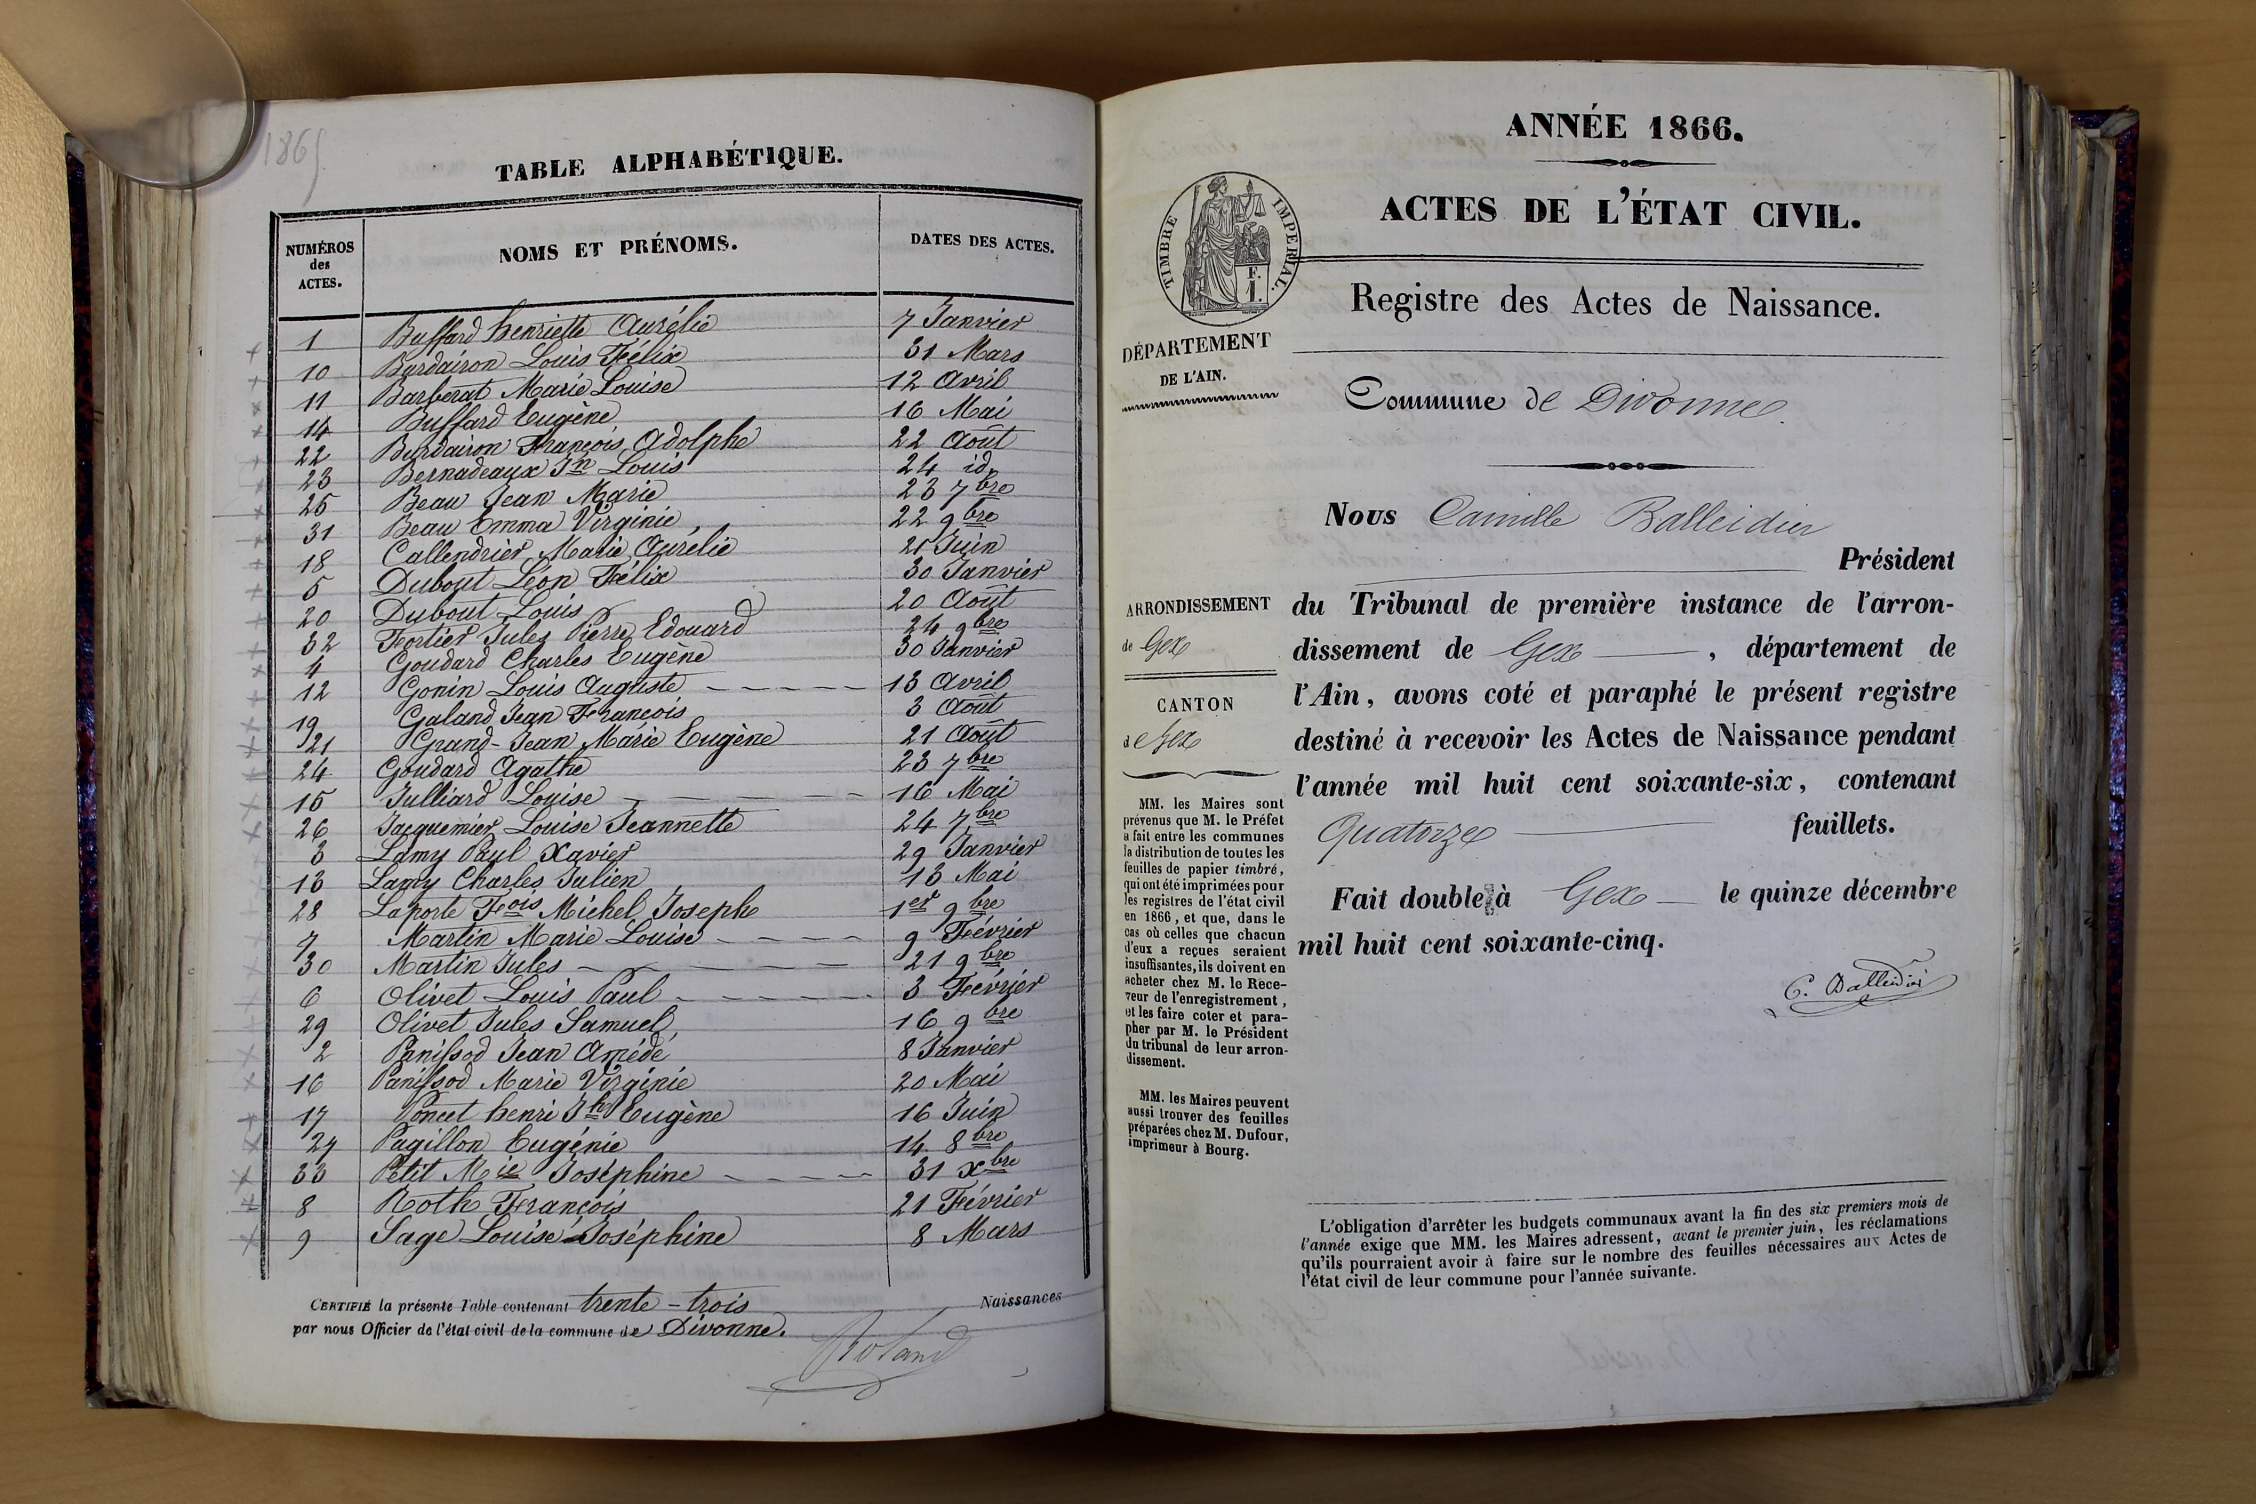 1865
TABLE ALPHABÉTIQUE.
NUMÉROS des ACTES. NOMS ET PRÉNOMS. DATES DES ACTES.
1 Buffard henriette Aurélie 7 Janvier
10 Burdairon Louis Félix 31 Mars
11 Barberat Marie Louise 12 Avril
14 Buffard Eugène 16 Mai
22 Burdairon François Adolphe 22 Août
23 Bernadeaux Jn Louis 24 id
25 Beau Jean Marie 23 7bre
31 Beau Emma Virginie 22 9bre
18 Callendrier Marie Aurélie 21 Juin
5 Dubout Léon Félix 30 Janvier
20 Dubout Louis 20 Août
32 Fortier Jules Pierre Edouard 24 9bre
4 Goudard Charles Eugène 30 Janvier
12 Gonin Louis Auguste 13 Avril
19 Galand Jean François 3 Août
21 Grand-Jean Marie Eugène 21 Août
24 Goudard Agathe 23 7bre
15 Julliard Louise 16 Mai
26 Jacquemier Louise Jeannette 24 7bre
3 Lamy Paul Xavier 29 Janvier
13 Lamy Charles Julien 13 Mai
28 Laporte Fcois Michel Joseph 1er 9bre
7 Martin Marie Louise 9 Février
30 Martin Jules 21 9bre
6 Olivet Louis Paul 3 Février
29 Olivet Jules Samuel 16 9bre
2 Panissod Jean Amédé 8 Janvier
16 Panissod Marie Virginie 20 Mai
17 Poncet henri Jh Eugène 16 Juin
27 Pagillon Eugénie 14 8bre
33 Petit Mie Joséphine 31 xbre
8 Roth François 21 Février
9 Sage Louise Joséphine 8 Mars
CERTIFIÉ la présente Table contenant trente-trois Naissances
par nous Officier de l'état civil de la commune de Divonne.
Roland
ANNÉE 1866.
ACTES DE L'ÉTAT CIVIL.
TIMBRE IMPERIAL.
F.
1.
Registre des Actes de Naissance.
DÉPARTEMENT
DE L'AIN.
Commune de Divonne.
Nous Camille Balleidier
Président
du Tribunal de première instance de l'arron-
dissement de Gex, département de
l'Ain, avons coté et paraphé le présent registre
destiné à recevoir les Actes de Naissance pendant
l'année mil huit cent soixante-six, contenant
Quatorze feuillets.
Fait double à Gex le quinze décembre
mil huit cent soixante-cinq.
C. Balleidier
ARRONDISSEMENT
de Gex
CANTON
de Gex
MM. les Maires sont
prévenus que M. le Préfet
a fait entre les communes
la distribution de toutes les
feuilles de papier timbré,
qui ont été imprimées pour
les registres de l'état civil
en 1866, et que, dans le
cas où celles que chacun
d'eux a reçues seraient
insuffisantes, ils doivent en
acheter chez M. le Rece-
veur de l'enregistrement,
et les faire coter et para-
pher par M. le Président
du tribunal de leur arron-
dissement.
MM. les Maires peuvent
aussi trouver des feuilles
préparées chez M. Dufour,
imprimeur à Bourg.
L'obligation d'arrêter les budgets communaux avant la fin des six premiers mois de
l'année exige que MM. les Maires adressent, avant le premier juin, les réclamations
qu'ils pourraient avoir à faire sur le nombre des feuilles nécessaires aux Actes de
l'état civil de leur commune pour l'année suivante.